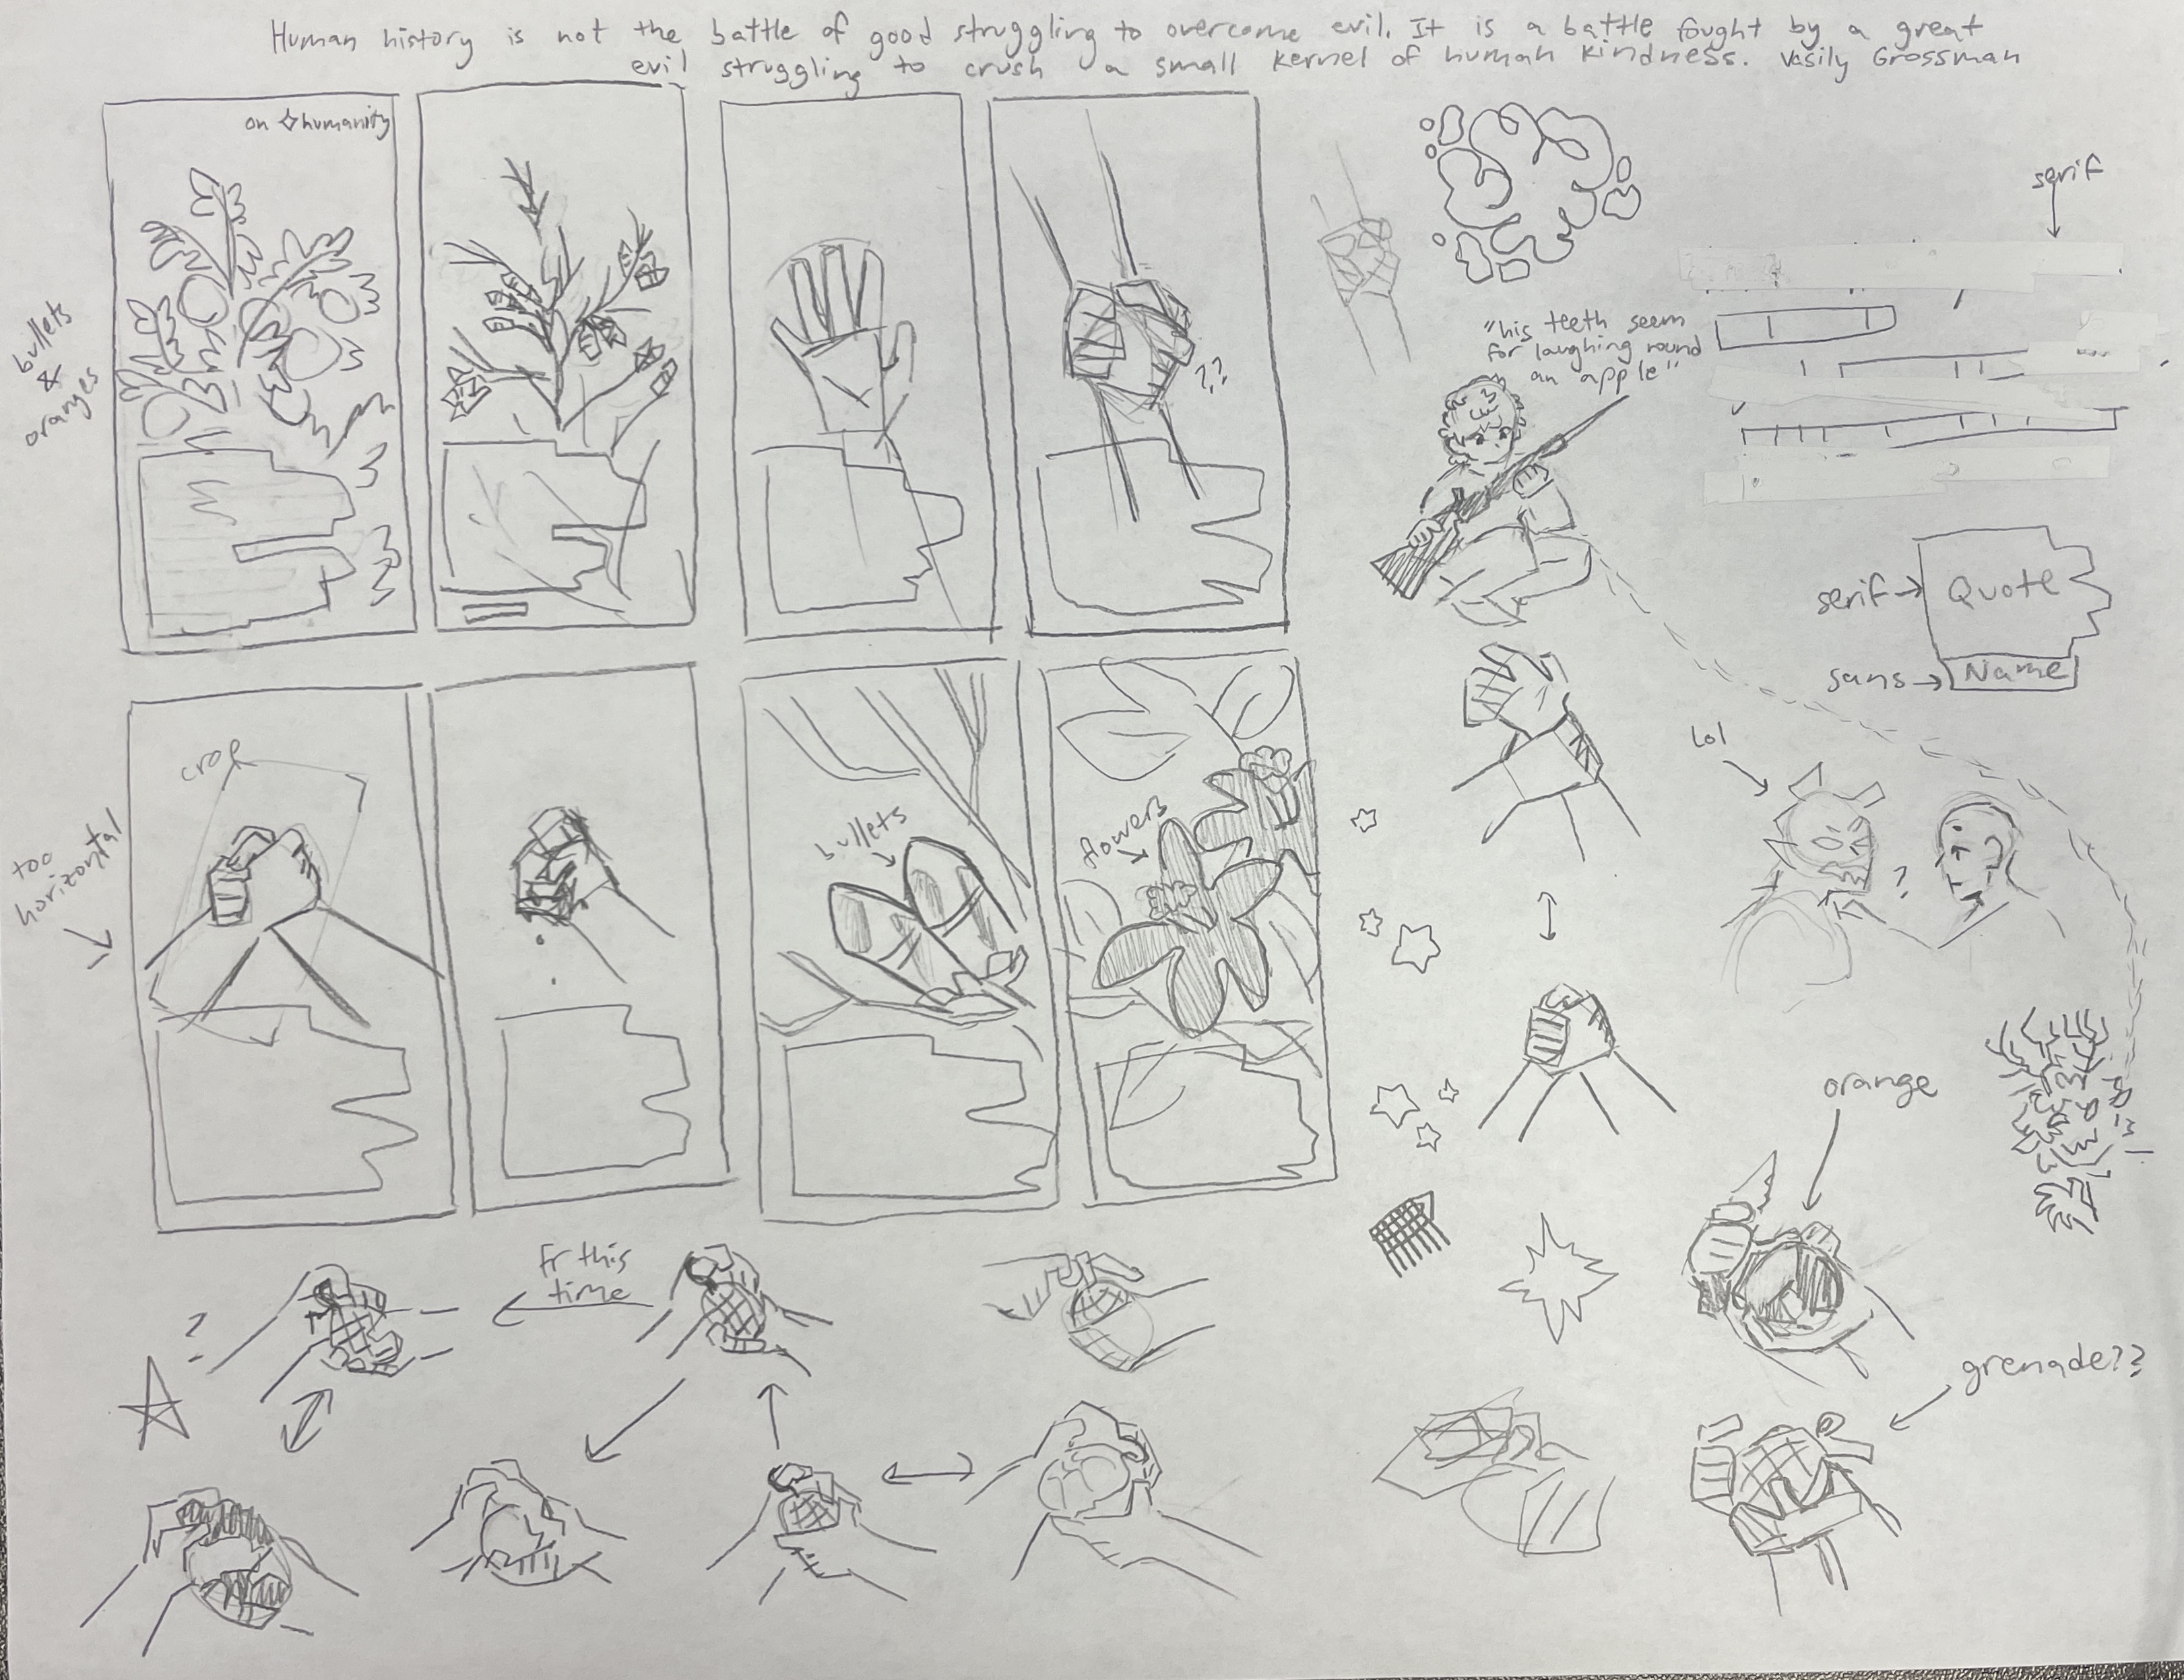 Human history is not the battle of good struggling to overcome evil. It is a battle fought by a great
evil struggling to crush a small kernel of human kindness. Vasily Grossman
on humanity
serif
bullets
&
oranges
??
"his teeth seem
for laughing round
an apple"
serif
Quote
sans
Name
Lol
crop
too
horizontal
bullets
flowers
?
orange
Fr this
time
?
grenade??